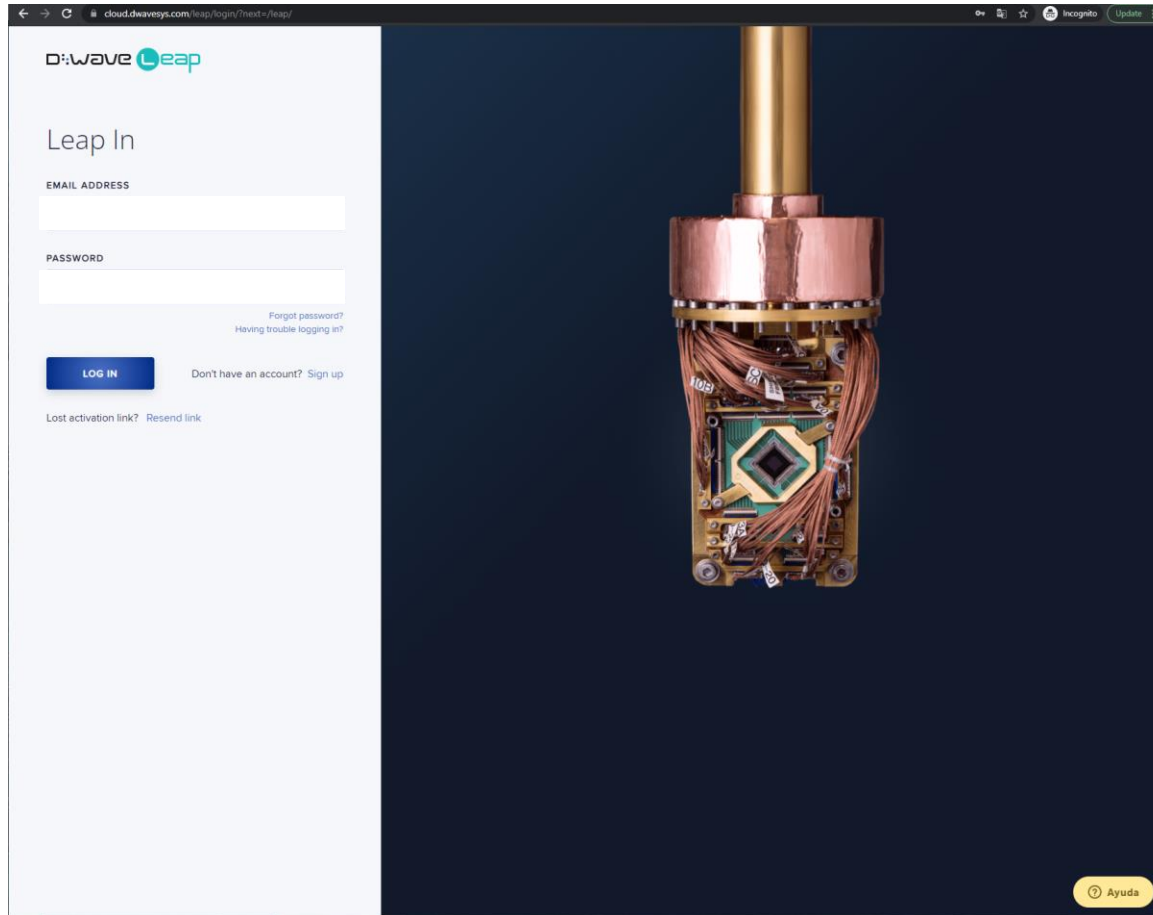 cloud.dwavesys.com/leap/login/?next=/leap/
Incognito
Update
D:wave Leap
Leap In
EMAIL ADDRESS
PASSWORD
Forgot password?
Having trouble logging in?
LOG IN
Don't have an account? Sign up
Lost activation link? Resend link
10B
Ayuda